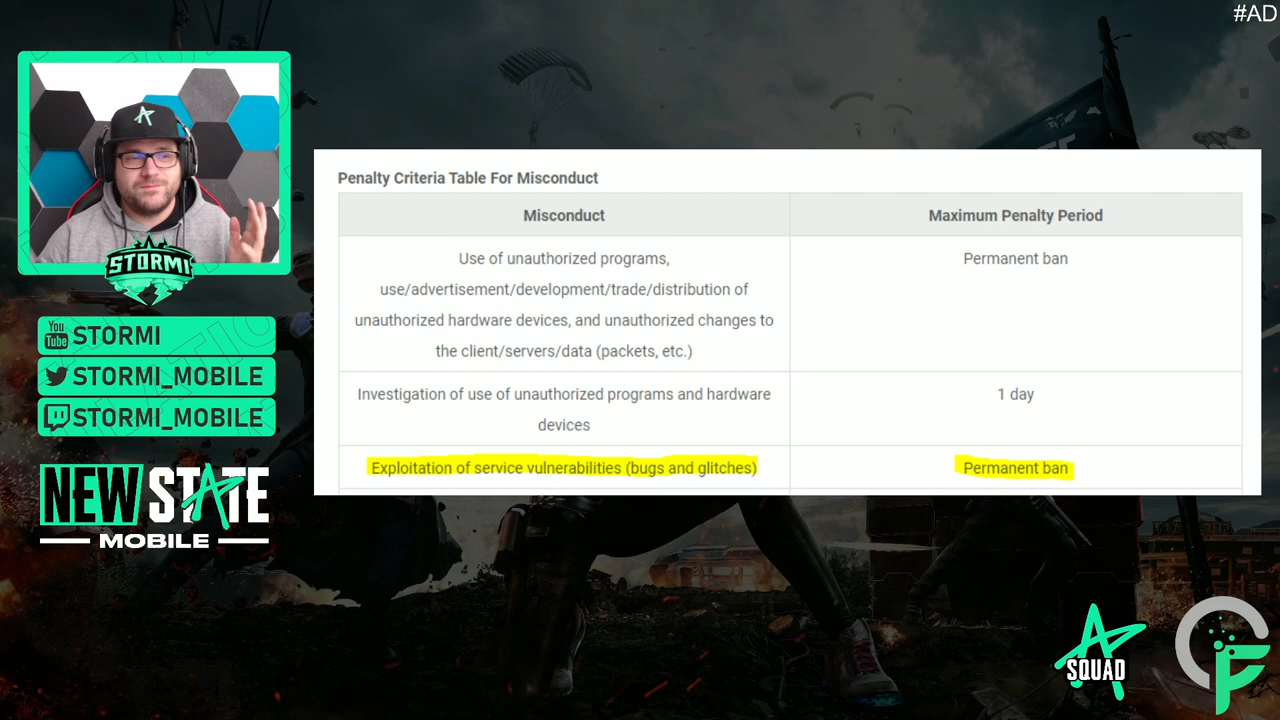 #AD
A
STORMI
You
Tube
STORMI
STORMI_MOBILE
STORMI_MOBILE
NEW STATE
MOBILE
Penalty Criteria Table For Misconduct
Misconduct
Maximum Penalty Period
Use of unauthorized programs,
use/advertisement/development/trade/distribution of
unauthorized hardware devices, and unauthorized changes to
the client/servers/data (packets, etc.)
Permanent ban
Investigation of use of unauthorized programs and hardware
devices
1 day
Exploitation of service vulnerabilities (bugs and glitches)
Permanent ban
A
SQUAD
CF